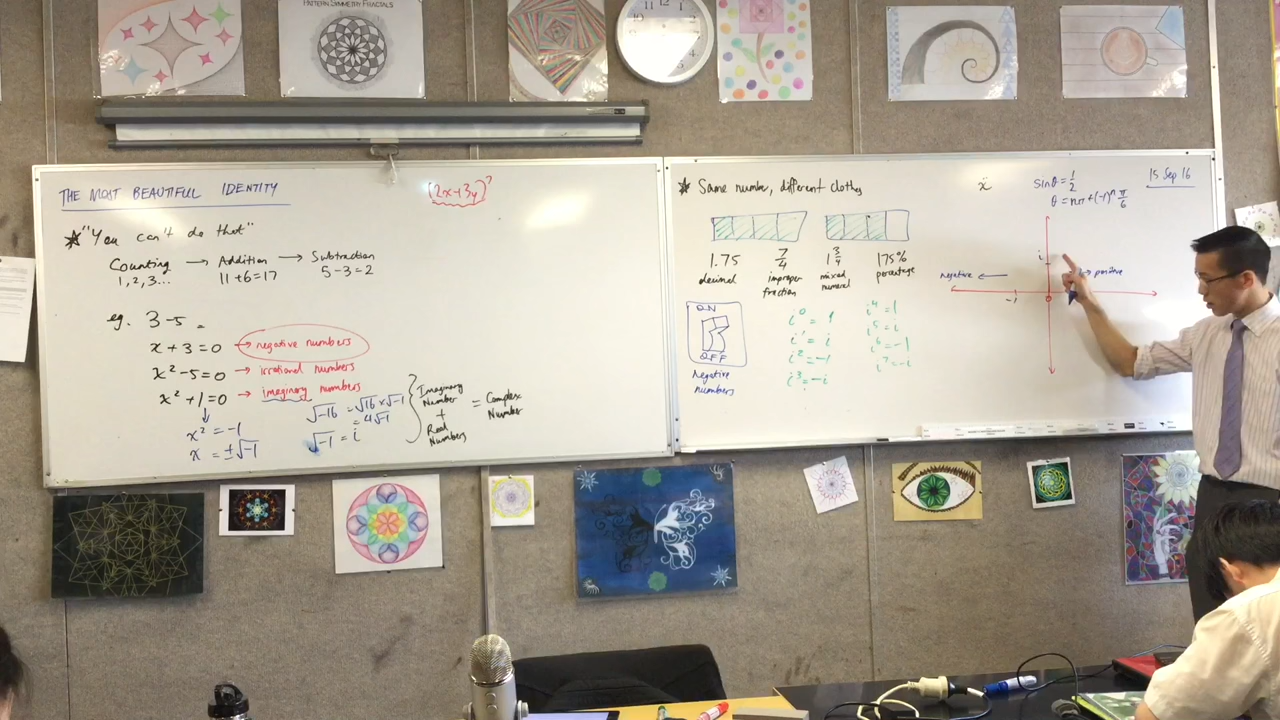 PATTERN SYMMETRY FRACTALS
THE MOST BEAUTIFUL IDENTITY
(2x+3y)⁷
★ "You can't do that"
Counting → Addition → Subtraction
1, 2, 3... 11+6=17 5-3=2
eg. 3-5 =
x + 3 = 0 → negative numbers
x² - 5 = 0 → irrational numbers
x² + 1 = 0 → imaginary numbers
x² = -1
x = ±√-1
√-16 = √16 × √-1
= 4√-1
√-1 = i
Imaginary
Number
+
Real
Numbers
= Complex
Number
★ Same number, different clothes
1.75
decimal
7/4
improper
fraction
1 3/4
mixed
numeral
175%
percentage
ON
OFF
negative
numbers
i⁰ = 1
i¹ = i
i² = -1
i³ = -i
i⁴ = 1
i⁵ = i
i⁶ = -1
i⁷ = -i
ẍ
sinθ = 1/2
θ = nπ+(-1)ⁿ π/6
15 Sep 16
i
negative ←
→ positive
-1
0